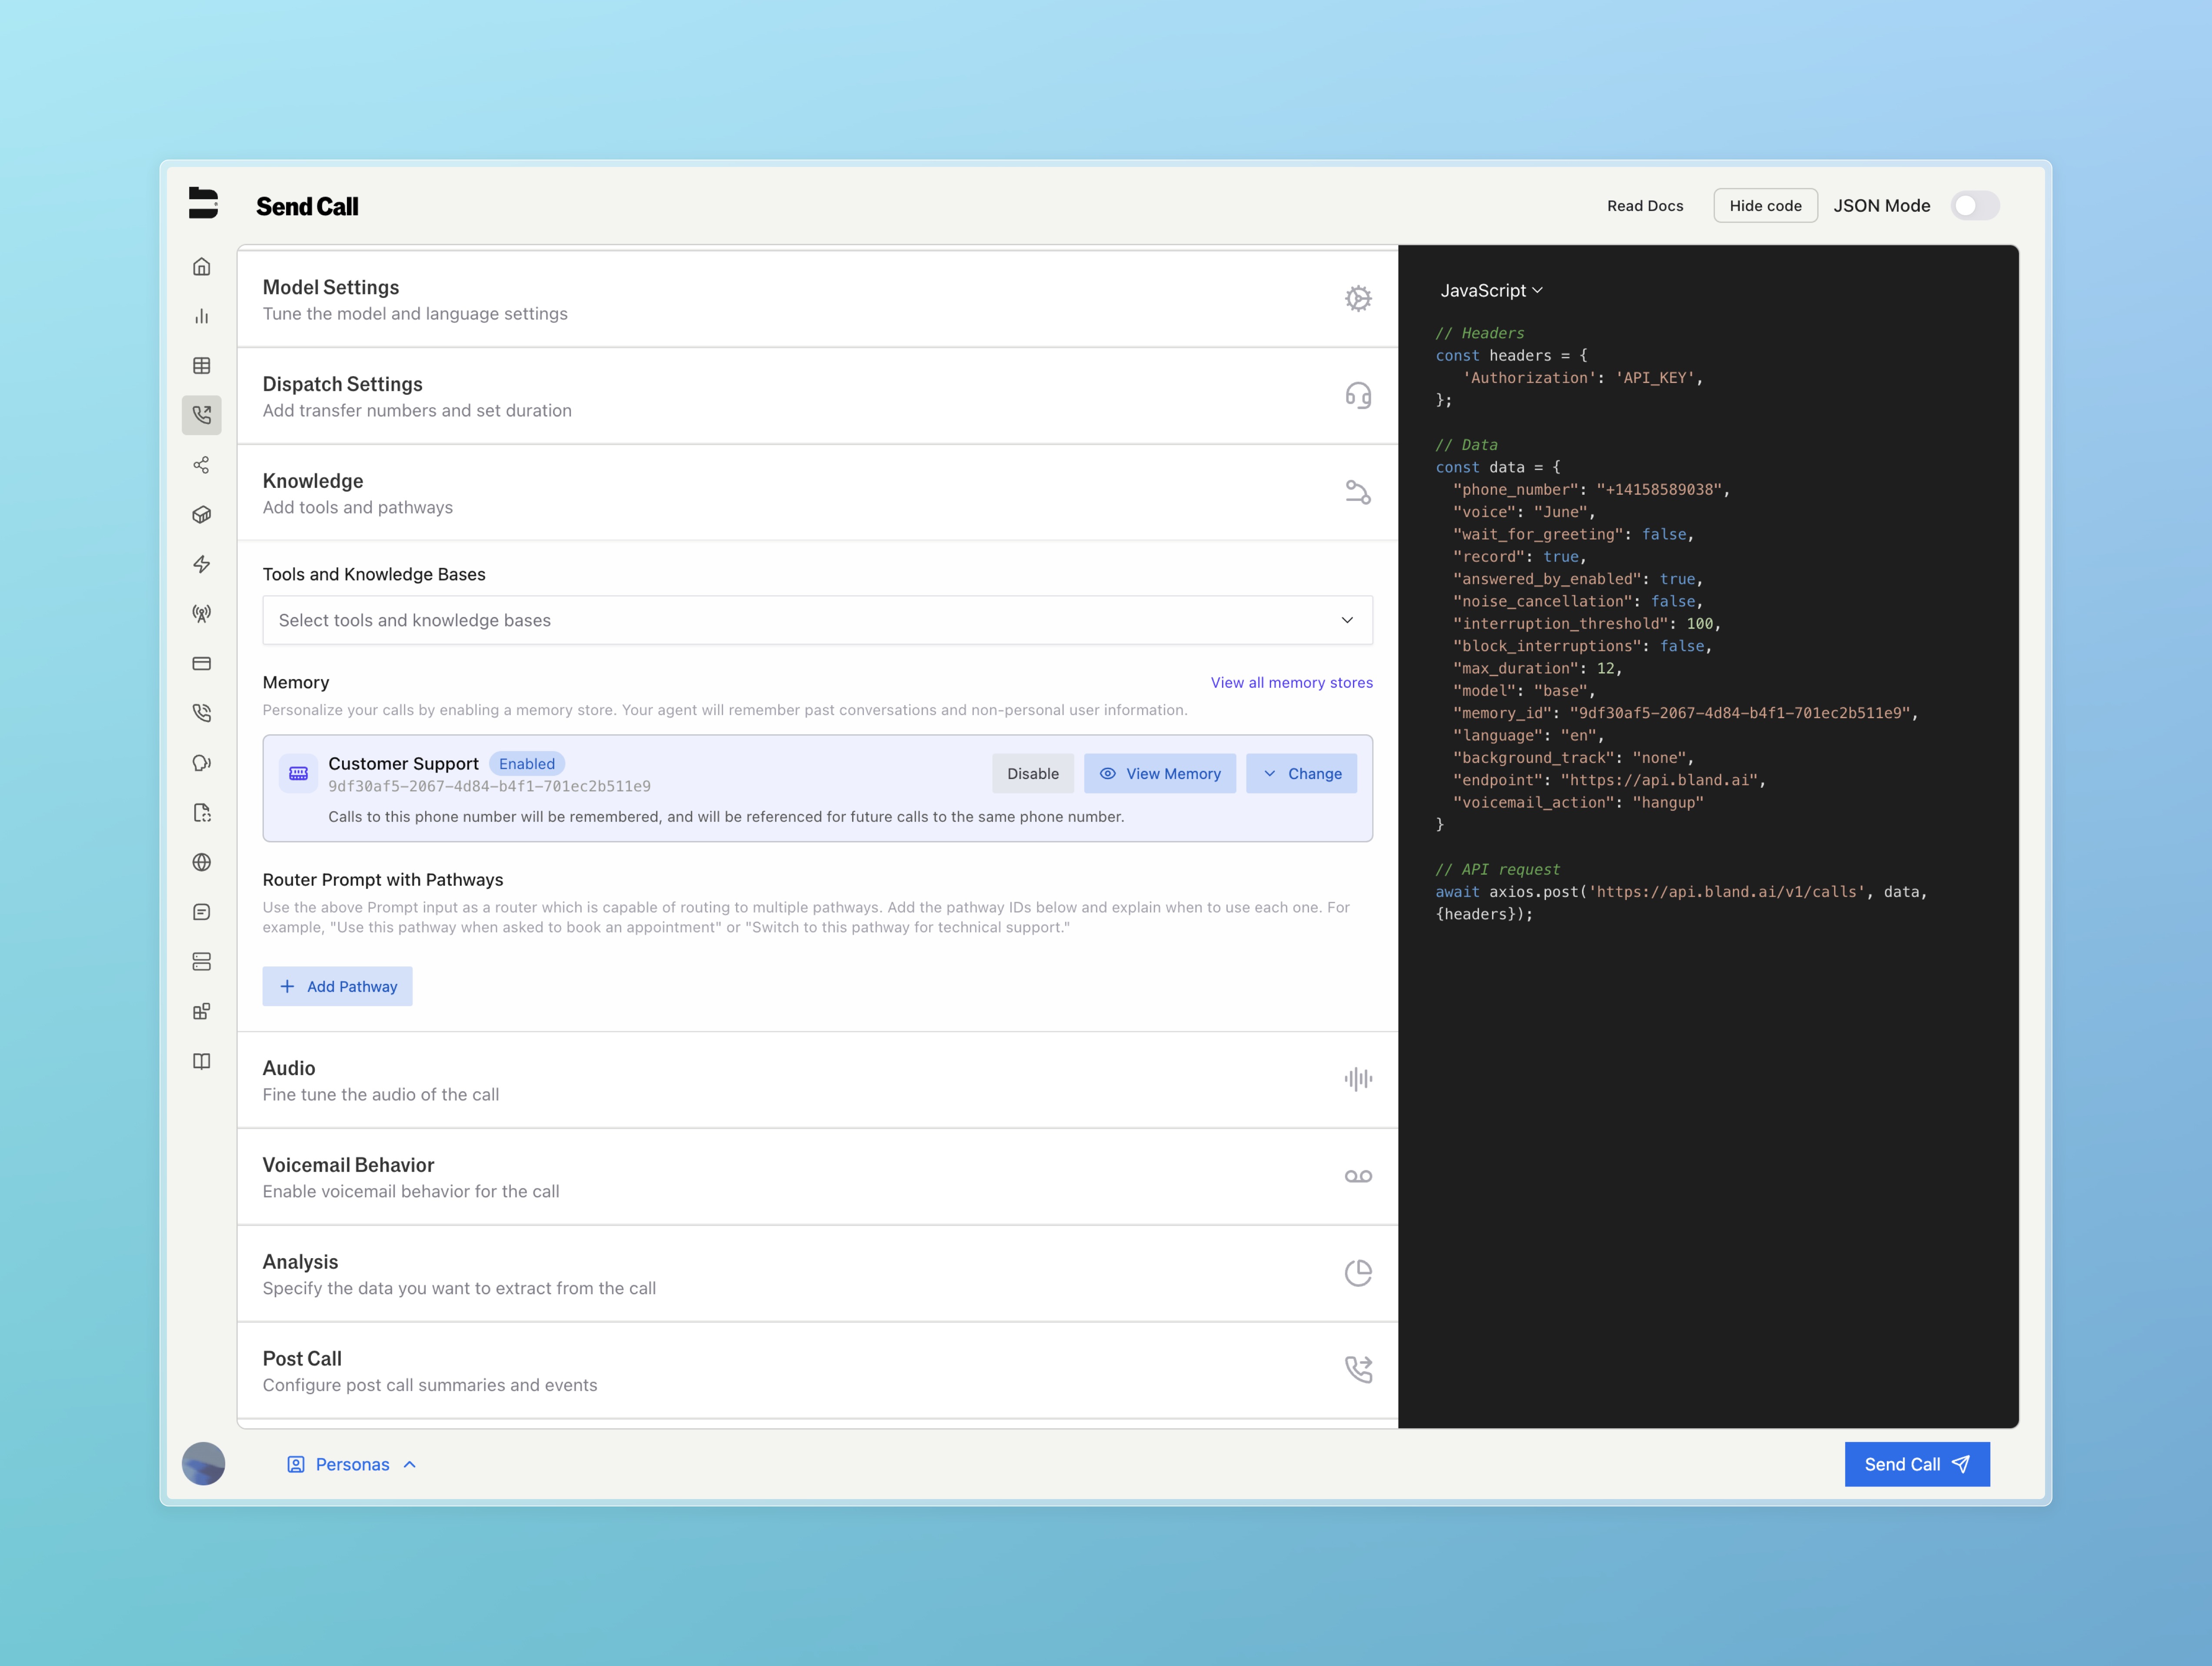 Send Call
Read Docs
Hide code
JSON Mode
Model Settings
Tune the model and language settings
Dispatch Settings
Add transfer numbers and set duration
Knowledge
Add tools and pathways
Tools and Knowledge Bases
Select tools and knowledge bases
Memory
View all memory stores
Personalize your calls by enabling a memory store. Your agent will remember past conversations and non-personal user information.
Customer Support
Enabled
9df30af5-2067-4d84-b4f1-701ec2b511e9
Disable
View Memory
Change
Calls to this phone number will be remembered, and will be referenced for future calls to the same phone number.
Router Prompt with Pathways
Use the above Prompt input as a router which is capable of routing to multiple pathways. Add the pathway IDs below and explain when to use each one. For
example, "Use this pathway when asked to book an appointment" or "Switch to this pathway for technical support."
Add Pathway
Audio
Fine tune the audio of the call
Voicemail Behavior
Enable voicemail behavior for the call
Analysis
Specify the data you want to extract from the call
Post Call
Configure post call summaries and events
JavaScript
// Headers
const headers = {
'Authorization': 'API_KEY',
};
// Data
const data = {
"phone_number": "+14158589038",
"voice": "June",
"wait_for_greeting": false,
"record": true,
"answered_by_enabled": true,
"noise_cancellation": false,
"interruption_threshold": 100,
"block_interruptions": false,
"max_duration": 12,
"model": "base",
"memory_id": "9df30af5-2067-4d84-b4f1-701ec2b511e9",
"language": "en",
"background_track": "none",
"endpoint": "https://api.bland.ai",
"voicemail_action": "hangup"
}
// API request
await axios.post('https://api.bland.ai/v1/calls', data,
{headers});
Personas
Send Call